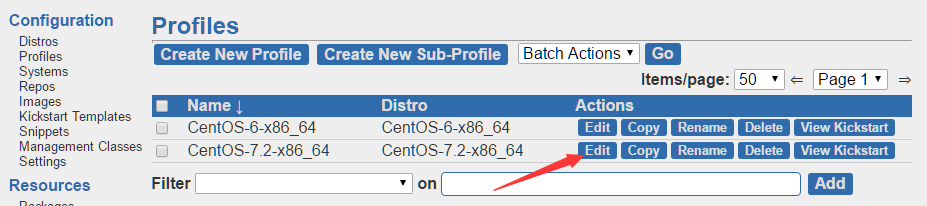 Configuration
Distros
Profiles
Systems
Repos
Images
Kickstart Templates
Snippets
Management Classes
Settings
Resources
Profiles
Create New Profile Create New Sub-Profile Batch Actions Go
Items/page: 50 ⇐ Page 1 ⇒
Name ↓ Distro Actions
CentOS-6-x86_64 CentOS-6-x86_64 Edit Copy Rename Delete View Kickstart
CentOS-7.2-x86_64 CentOS-7.2-x86_64 Edit Copy Rename Delete View Kickstart
Filter on Add